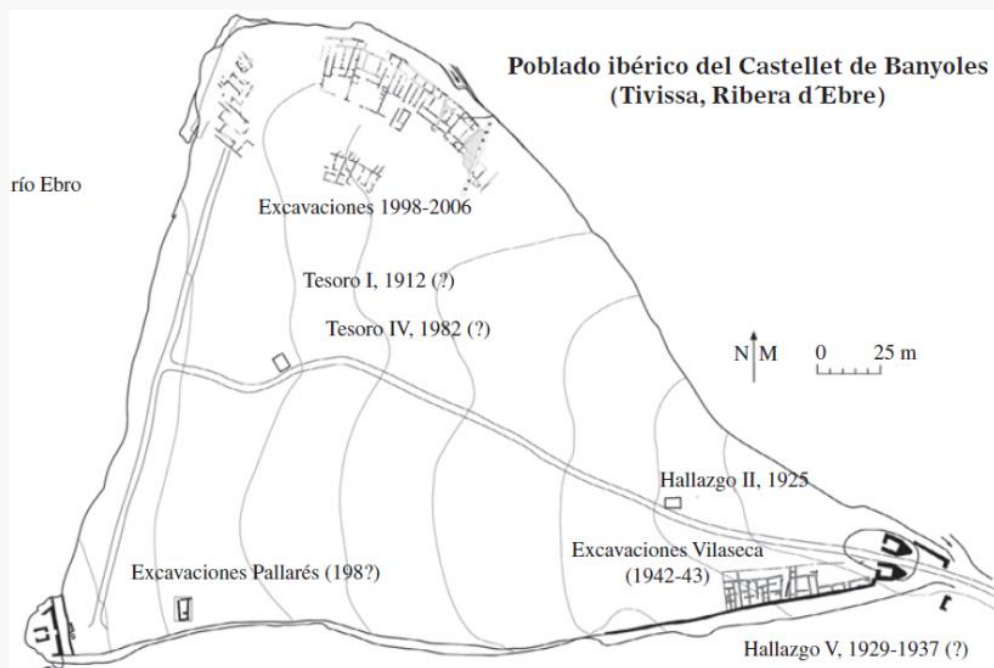 Poblado ibérico del Castellet de Banyoles
(Tivissa, Ribera d´Ebre)
río Ebro
Excavaciones 1998-2006
Tesoro I, 1912 (?)
Tesoro IV, 1982 (?)
N M
0 25 m
Hallazgo II, 1925
Excavaciones Vilaseca
(1942-43)
Excavaciones Pallarés (198?)
Hallazgo V, 1929-1937 (?)